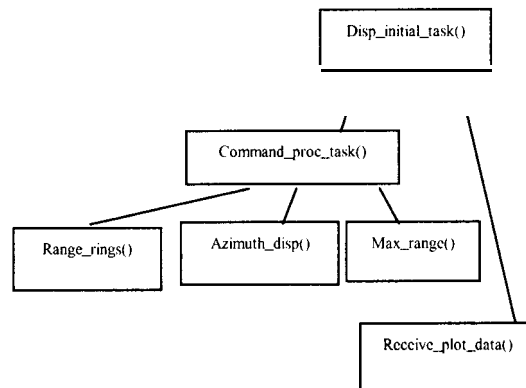 Disp_initial_task()
Command_proc_task()
Range_rings()
Azimuth_disp()
Max_range()
Receive_plot_data()